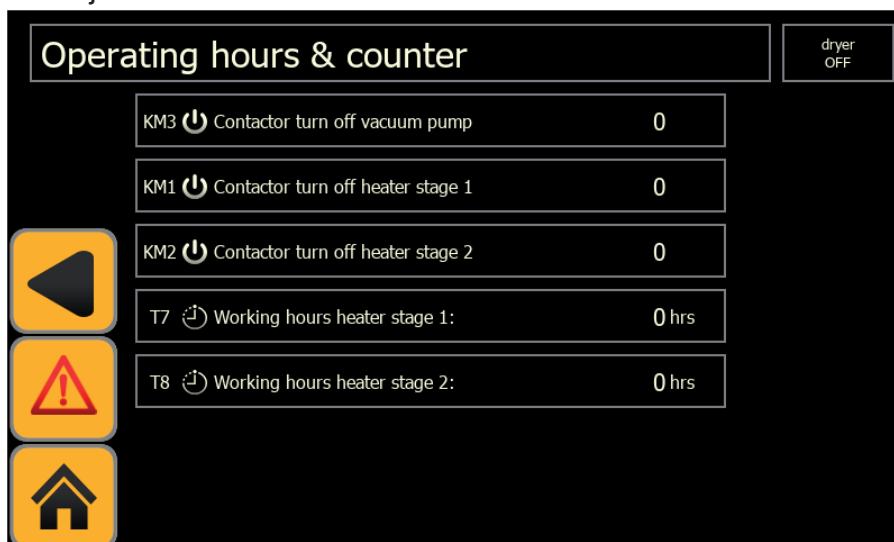 Operating hours & counter
dryer
OFF
KM3 Contactor turn off vacuum pump 0
KM1 Contactor turn off heater stage 1 0
KM2 Contactor turn off heater stage 2 0
T7 Working hours heater stage 1: 0 hrs
T8 Working hours heater stage 2: 0 hrs